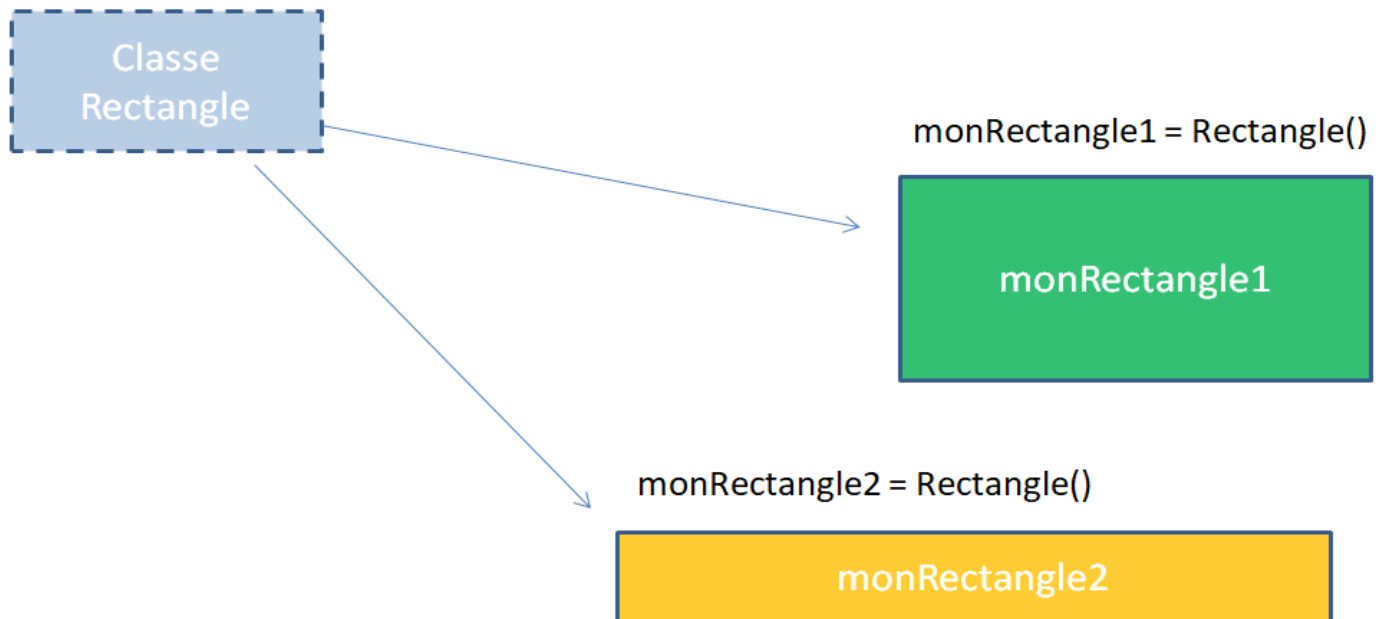 Classe
Rectangle
monRectangle1 = Rectangle()
monRectangle1
monRectangle2 = Rectangle()
monRectangle2